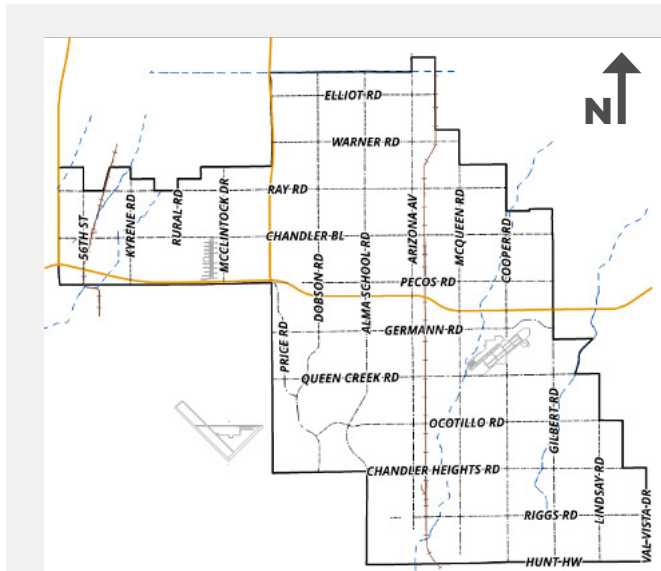 N
ELLIOT RD
WARNER RD
RAY RD
CHANDLER BL
PECOS RD
GERMANN RD
QUEEN CREEK RD
OCOTILLO RD
CHANDLER HEIGHTS RD
RIGGS RD
HUNT HW
56TH ST
KYRENE RD
RURAL RD
MCCLINTOCK DR
PRICE RD
DOBSON RD
ALMA SCHOOL RD
ARIZONA AV
MCQUEEN RD
COOPER RD
GILBERT RD
LINDSAY RD
VAL VISTA DR